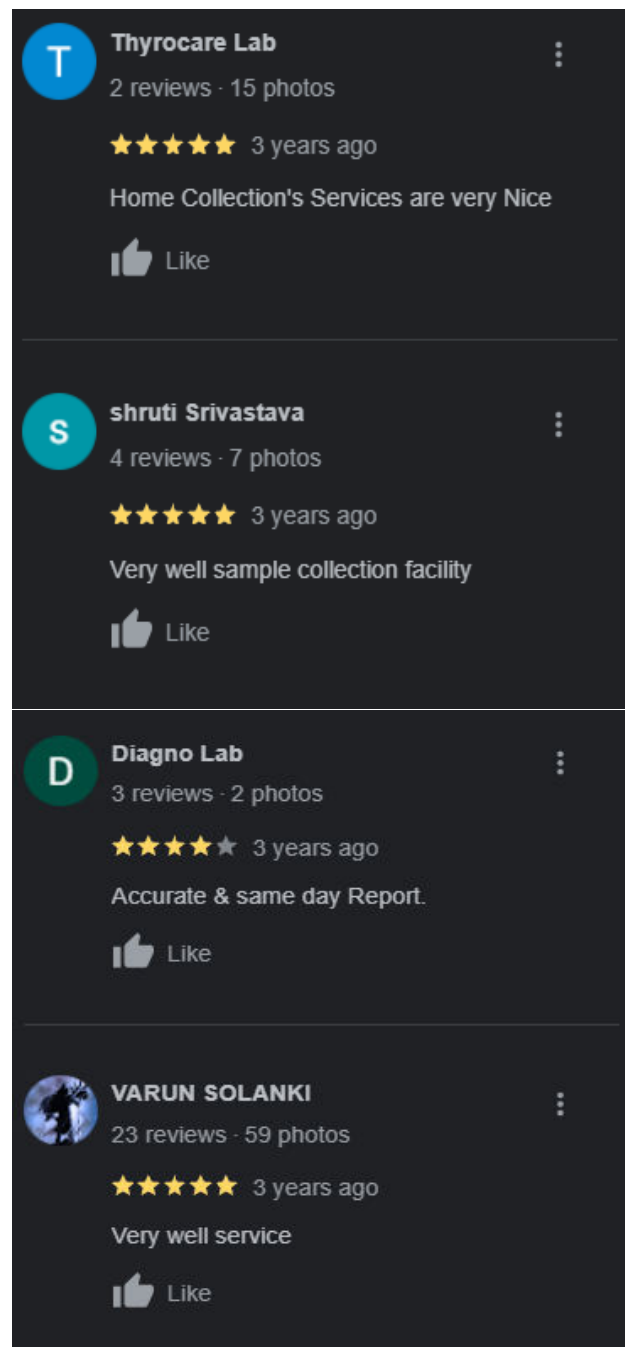 T
Thyrocare Lab
2 reviews · 15 photos
3 years ago
Home Collection's Services are very Nice
Like
S
shruti Srivastava
4 reviews · 7 photos
3 years ago
Very well sample collection facility
Like
D
Diagno Lab
3 reviews · 2 photos
3 years ago
Accurate & same day Report.
Like
VARUN SOLANKI
23 reviews · 59 photos
3 years ago
Very well service
Like